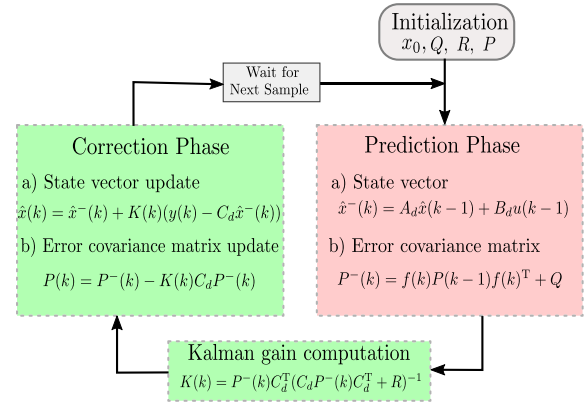 Initialization
x₀, Q, R, P
Wait for
Next Sample
Correction Phase
a) State vector update
x̂(k) = x̂⁻(k) + K(k)(y(k) − C_d x̂⁻(k))
b) Error covariance matrix update
P(k) = P⁻(k) − K(k)C_d P⁻(k)
Prediction Phase
a) State vector
x̂⁻(k) = A_d x̂(k − 1) + B_d u(k − 1)
b) Error covariance matrix
P⁻(k) = f(k)P(k − 1)f(k)ᵀ + Q
Kalman gain computation
K(k) = P⁻(k)C_dᵀ(C_d P⁻(k)C_dᵀ + R)⁻¹